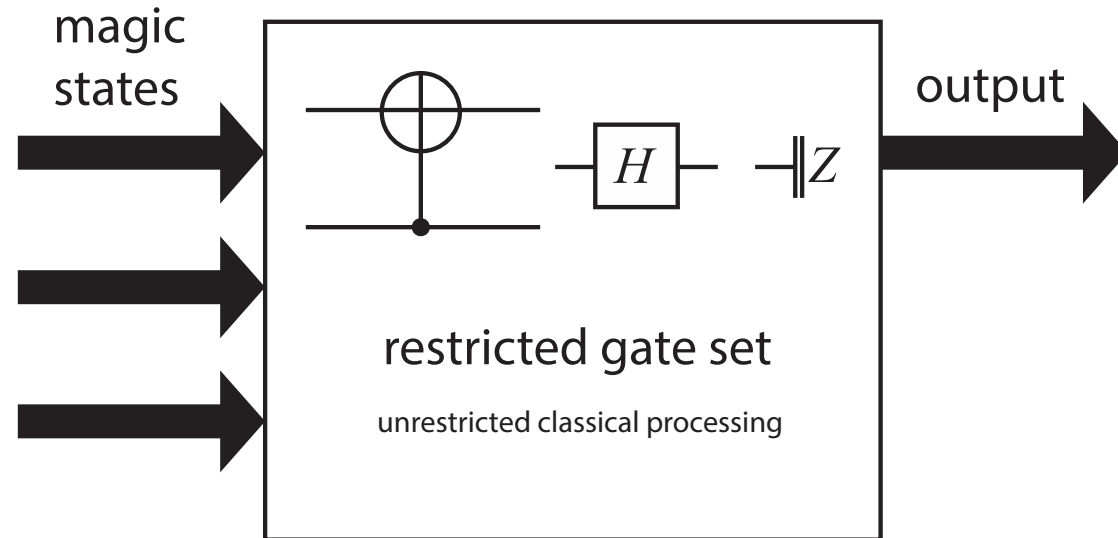 magic
states
output
H
Z
restricted gate set
unrestricted classical processing